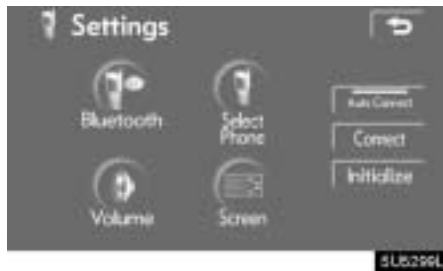 Settings
Bluetooth
Select
Phone
Auto Connect
Connect
Initialize
Volume
Screen
5U5299L